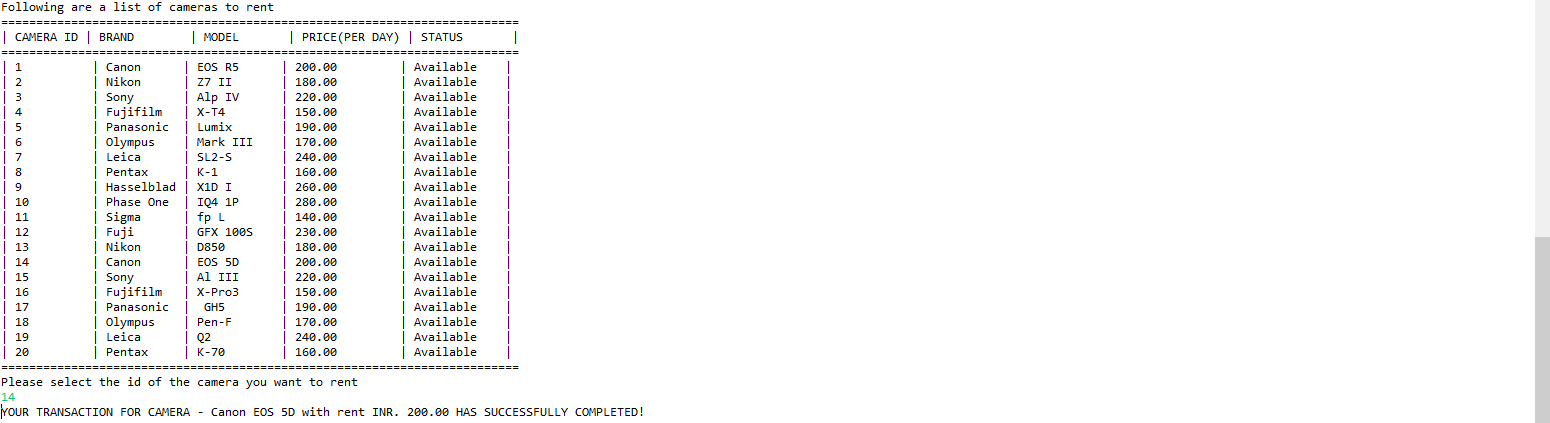 Following are a list of cameras to rent
==========================================================================
| CAMERA ID | BRAND        | MODEL       | PRICE(PER DAY) | STATUS       |
==========================================================================
| 1          | Canon      | EOS R5      | 200.00         | Available    |
| 2          | Nikon      | Z7 II       | 180.00         | Available    |
| 3          | Sony       | Alp IV      | 220.00         | Available    |
| 4          | Fujifilm   | X-T4        | 150.00         | Available    |
| 5          | Panasonic  | Lumix       | 190.00         | Available    |
| 6          | Olympus    | Mark III    | 170.00         | Available    |
| 7          | Leica      | SL2-S       | 240.00         | Available    |
| 8          | Pentax     | K-1         | 160.00         | Available    |
| 9          | Hasselblad | X1D I       | 260.00         | Available    |
| 10         | Phase One  | IQ4 1P      | 280.00         | Available    |
| 11         | Sigma      | fp L        | 140.00         | Available    |
| 12         | Fuji       | GFX 100S    | 230.00         | Available    |
| 13         | Nikon      | D850        | 180.00         | Available    |
| 14         | Canon      | EOS 5D      | 200.00         | Available    |
| 15         | Sony       | Al III      | 220.00         | Available    |
| 16         | Fujifilm   | X-Pro3      | 150.00         | Available    |
| 17         | Panasonic  |  GH5        | 190.00         | Available    |
| 18         | Olympus    | Pen-F       | 170.00         | Available    |
| 19         | Leica      | Q2          | 240.00         | Available    |
| 20         | Pentax     | K-70        | 160.00         | Available    |
==========================================================================
Please select the id of the camera you want to rent
14
YOUR TRANSACTION FOR CAMERA - Canon EOS 5D with rent INR. 200.00 HAS SUCCESSFULLY COMPLETED!